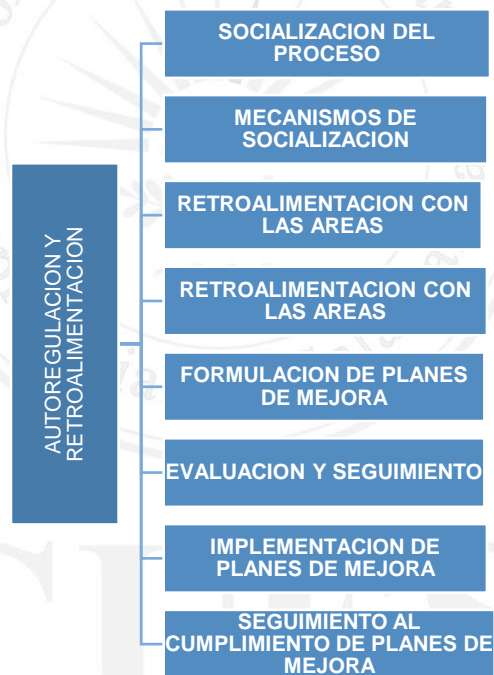 SOCIALIZACION DEL
PROCESO
MECANISMOS DE
SOCIALIZACION
RETROALIMENTACION CON
LAS AREAS
AUTOREGULACION Y
RETROALIMENTACION
RETROALIMENTACION CON
LAS AREAS
FORMULACION DE PLANES
DE MEJORA
EVALUACION Y SEGUIMIENTO
IMPLEMENTACION DE
PLANES DE MEJORA
SEGUIMIENTO AL
CUMPLIMIENTO DE PLANES DE
MEJORA